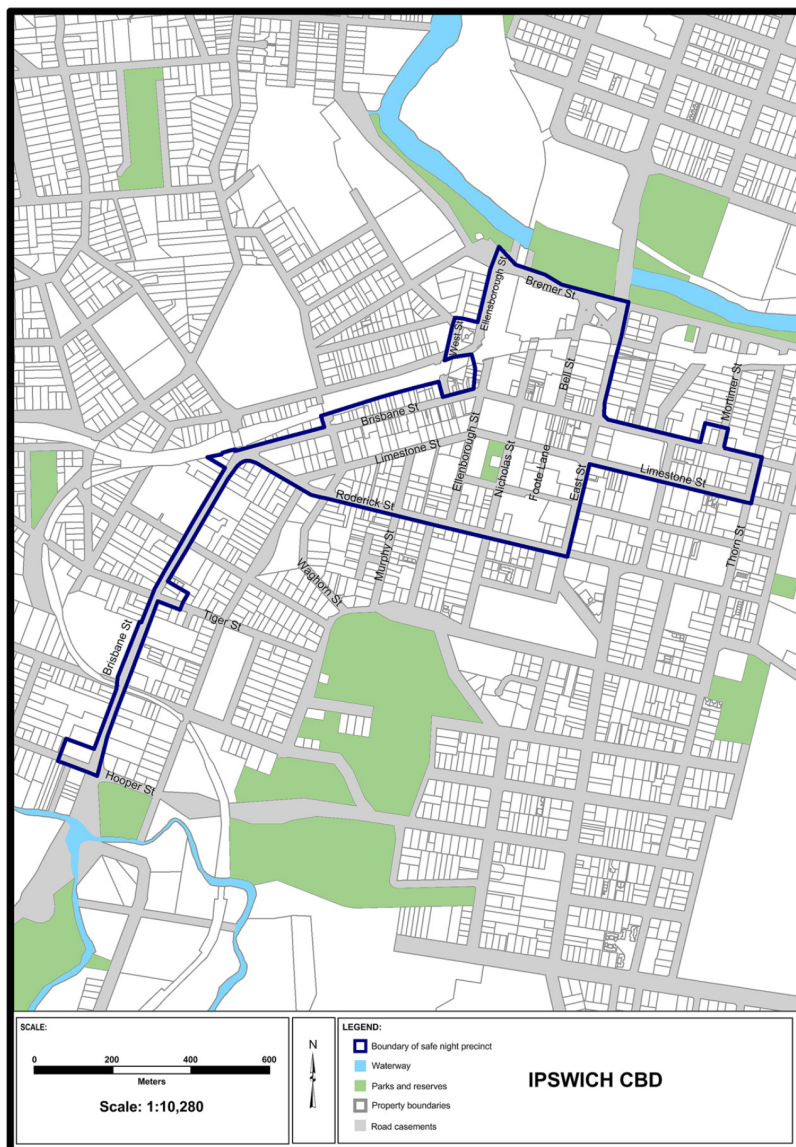 Ellensborough St
Bremer St
West St
Bell St
Mortimer St
Brisbane St
Limestone St
Ellenborough St
Nicholas St
Foote Lane
East St
Limestone St
Roderick St
Murphy St
Thorn St
Waghorn St
Tiger St
Brisbane St
Hooper St
SCALE:
0 200 400 600
Meters
Scale: 1:10,280
N
LEGEND:
Boundary of safe night precinct
Waterway
Parks and reserves
Property boundaries
Road casements
IPSWICH CBD